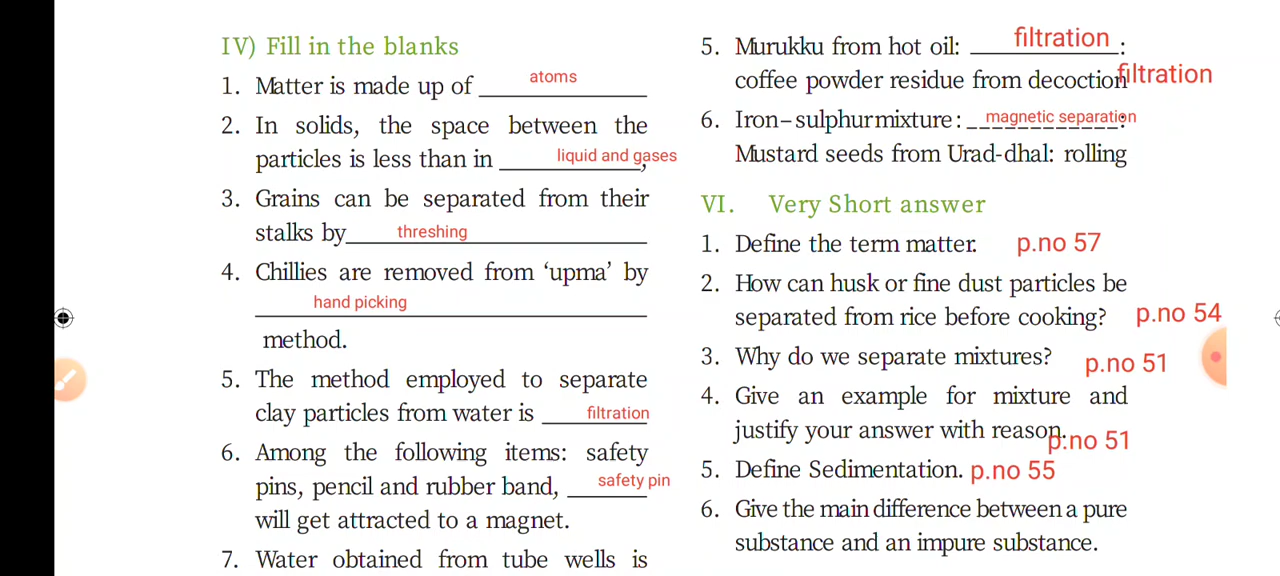 IV) Fill in the blanks
1. Matter is made up of atoms
2. In solids, the space between the
particles is less than in liquid and gases,
3. Grains can be separated from their
stalks by threshing
4. Chillies are removed from ‘upma’ by
hand picking
method.
5. The method employed to separate
clay particles from water is filtration
6. Among the following items: safety
pins, pencil and rubber band, safety pin
will get attracted to a magnet.
7. Water obtained from tube wells is
5. Murukku from hot oil: filtration :
coffee powder residue from decoction filtration
6. Iron–sulphur mixture: magnetic separation:
Mustard seeds from Urad-dhal: rolling
VI. Very Short answer
1. Define the term matter. p.no 57
2. How can husk or fine dust particles be
separated from rice before cooking? p.no 54
3. Why do we separate mixtures? p.no 51
4. Give an example for mixture and
justify your answer with reason. p.no 51
5. Define Sedimentation. p.no 55
6. Give the main difference between a pure
substance and an impure substance.